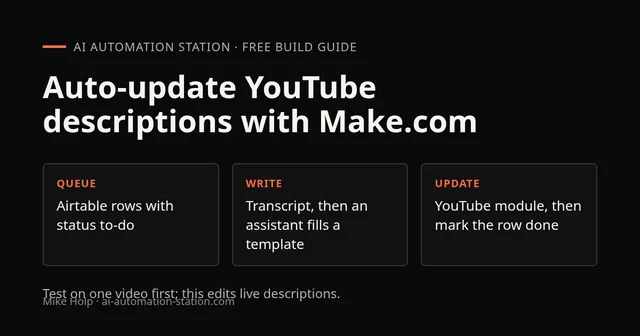 AI AUTOMATION STATION · FREE BUILD GUIDE
Auto-update YouTube
descriptions with Make.com
QUEUE
Airtable rows with
status to-do
WRITE
Transcript, then an
assistant fills a
template
UPDATE
YouTube module, then
mark the row done
Test on one video first; this edits live descriptions.
Mike Holp · ai-automation-station.com